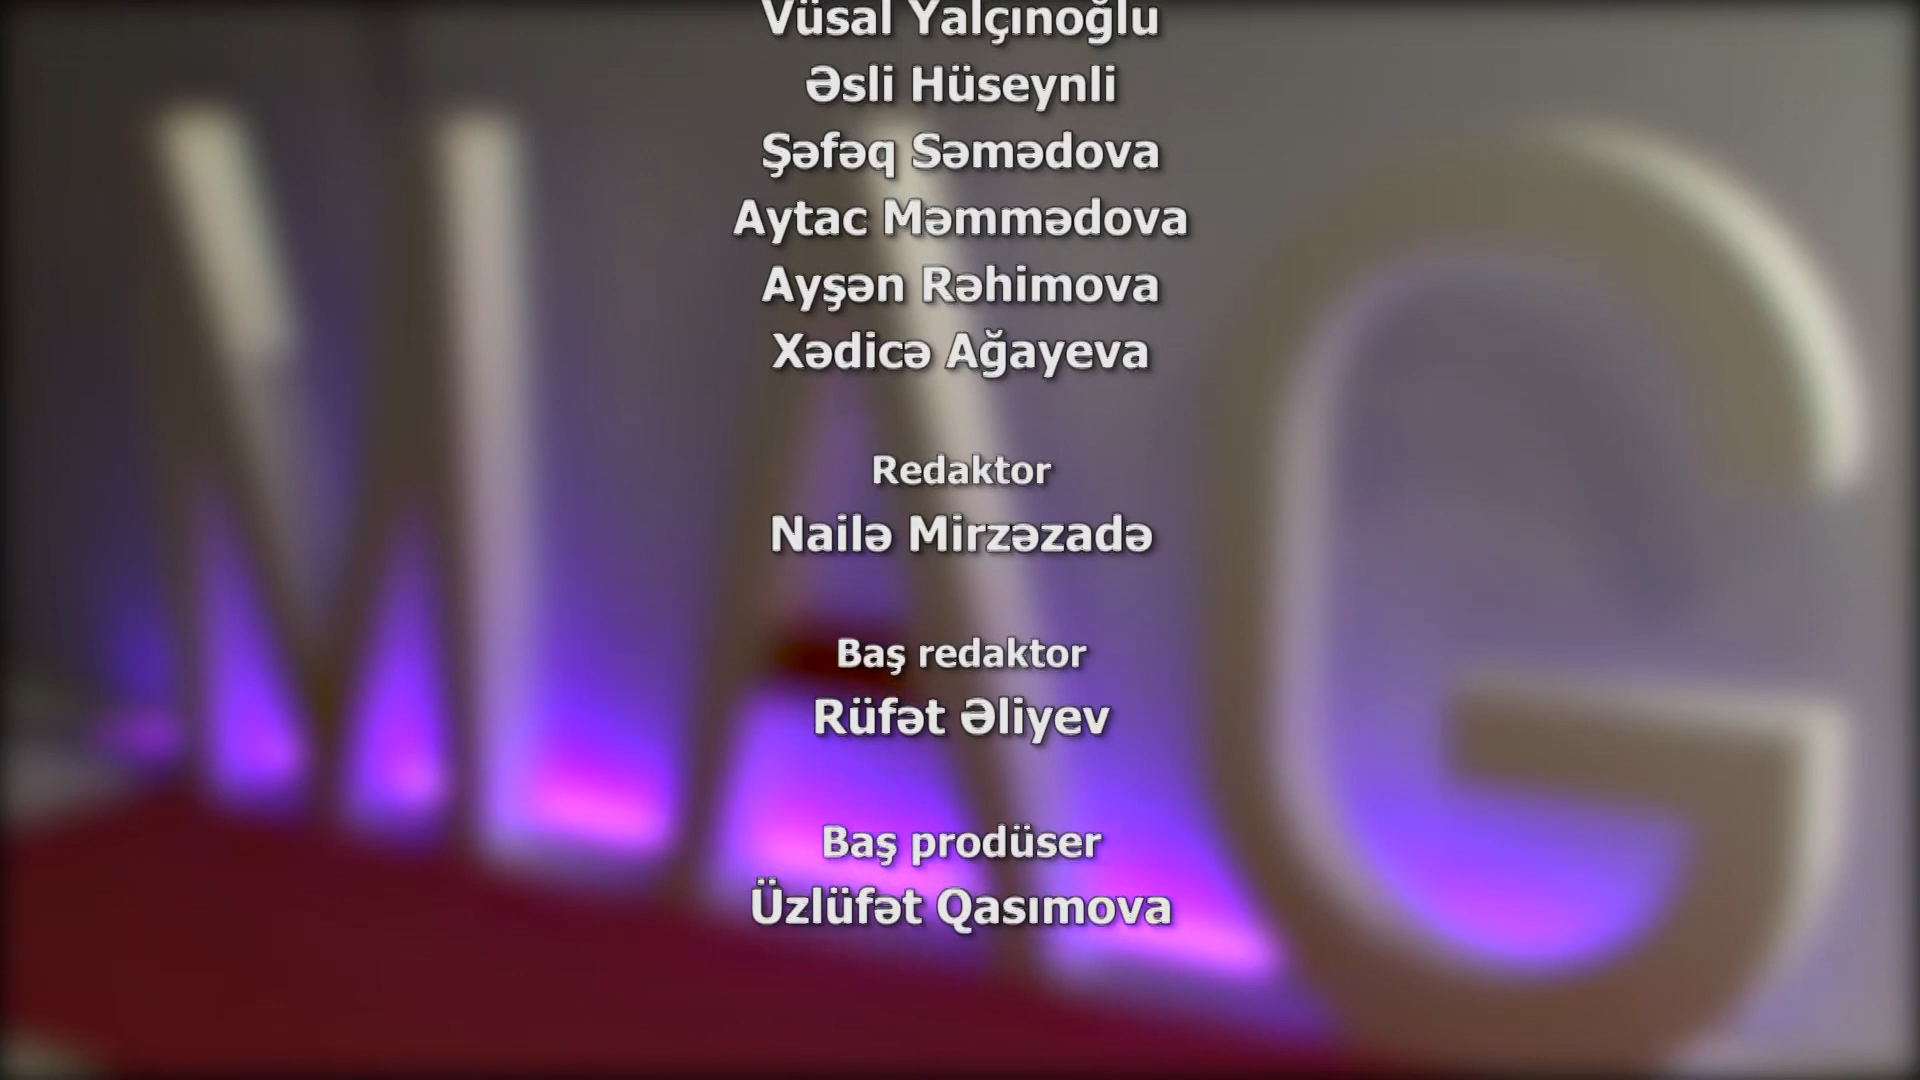 Vüsal Yalçınoğlu
Əsli Hüseynli
Şəfəq Səmədova
Aytac Məmmədova
Ayşən Rəhimova
Xədicə Ağayeva
Redaktor
Nailə Mirzəzadə
Baş redaktor
Rüfət Əliyev
Baş prodüser
Üzlüfət Qasımova
MAG